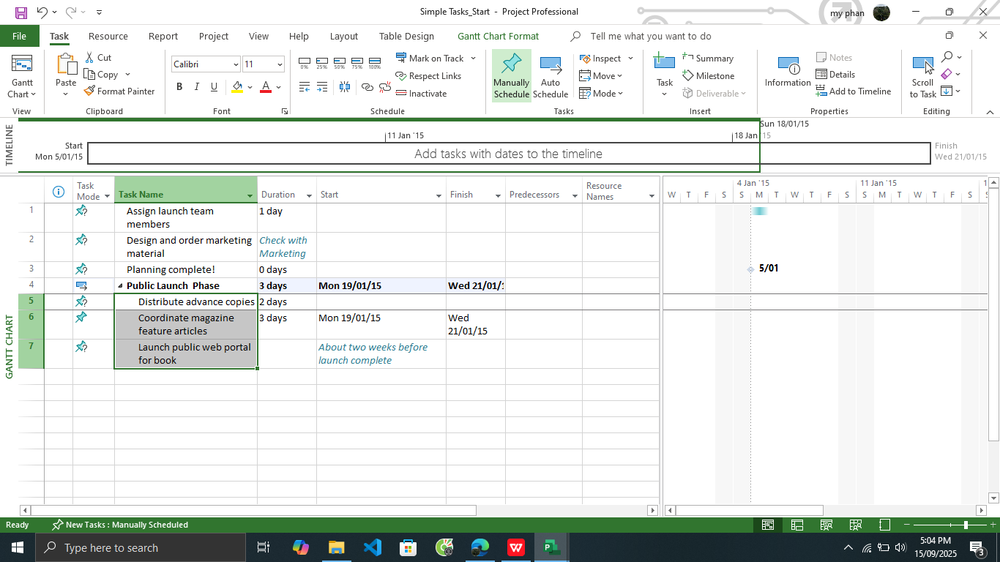 Simple Tasks_Start - Project Professional
my phan
File Task Resource Report Project View Help Layout Table Design Gantt Chart Format Tell me what you want to do
Gantt Chart
View
Paste
Cut
Copy
Format Painter
Clipboard
Calibri 11
B I U A
Font
0% 25% 50% 75% 100%
Mark on Track
Respect Links
Inactivate
Schedule
Manually Schedule
Auto Schedule
Inspect
Move
Mode
Tasks
Task
Summary
Milestone
Deliverable
Insert
Information
Notes
Details
Add to Timeline
Properties
Scroll to Task
Editing
TIMELINE
Sun 18/01/15
11 Jan '15 18 Jan '15
Start
Mon 5/01/15
Add tasks with dates to the timeline
Finish
Wed 21/01/15
GANTT CHART
Task Mode Task Name Duration Start Finish Predecessors Resource Names
4 Jan '15 11 Jan '15 1
W T F S S M T W T F S S M T W T F S S
1 Assign launch team members 1 day
2 Design and order marketing material Check with Marketing
3 Planning complete! 0 days 5/01
4 Public Launch Phase 3 days Mon 19/01/15 Wed 21/01/
5 Distribute advance copies 2 days
6 Coordinate magazine feature articles 3 days Mon 19/01/15 Wed 21/01/15
7 Launch public web portal for book About two weeks before launch complete
Ready New Tasks : Manually Scheduled
Type here to search
5:04 PM
15/09/2025
3